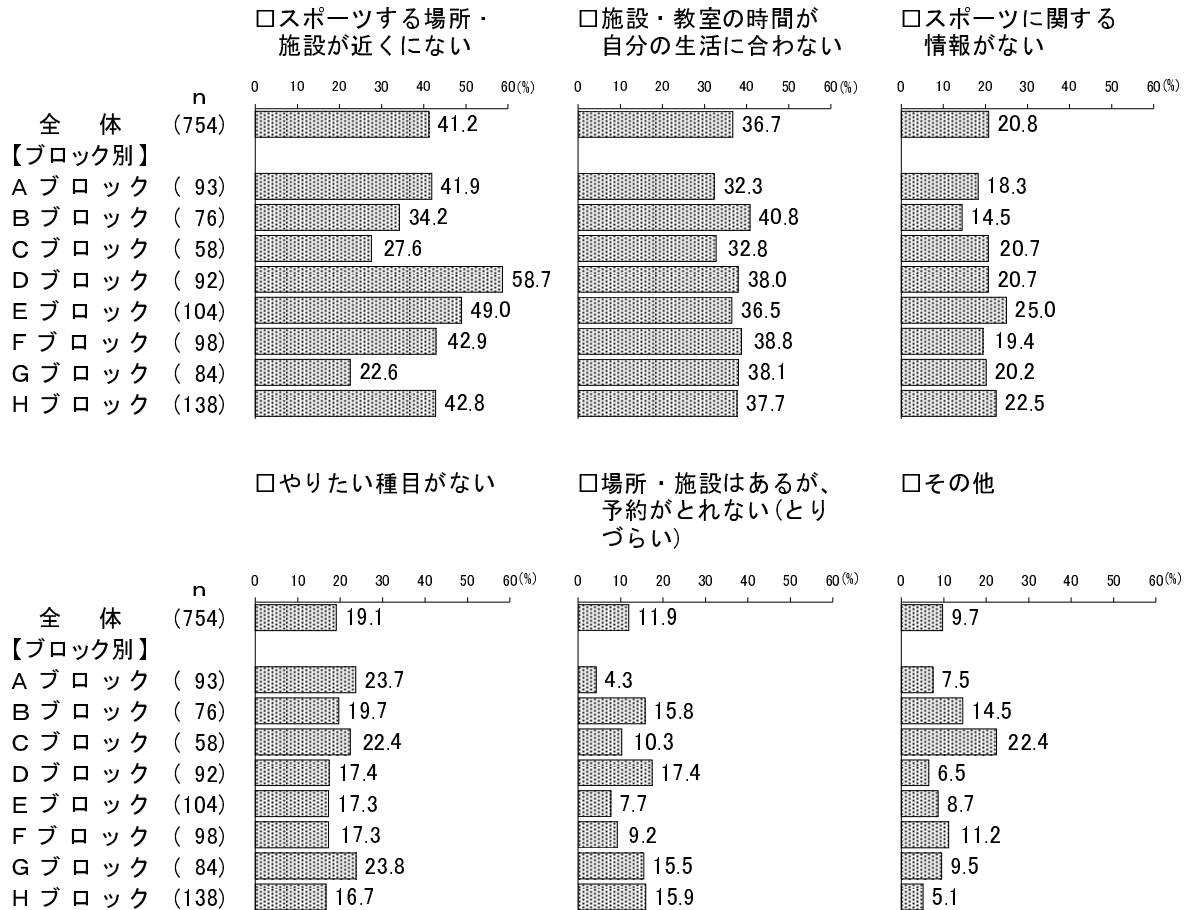 □スポーツする場所・
施設が近くにない
□施設・教室の時間が
自分の生活に合わない
□スポーツに関する
情報がない
n
0 10 20 30 40 50 60(%)
0 10 20 30 40 50 60(%)
0 10 20 30 40 50 60(%)
全体 (754) 41.2 36.7 20.8
【ブロック別】
Aブロック ( 93) 41.9 32.3 18.3
Bブロック ( 76) 34.2 40.8 14.5
Cブロック ( 58) 27.6 32.8 20.7
Dブロック ( 92) 58.7 38.0 20.7
Eブロック (104) 49.0 36.5 25.0
Fブロック ( 98) 42.9 38.8 19.4
Gブロック ( 84) 22.6 38.1 20.2
Hブロック (138) 42.8 37.7 22.5
□やりたい種目がない
□場所・施設はあるが、
予約がとれない(とり
づらい)
□その他
n
0 10 20 30 40 50 60(%)
0 10 20 30 40 50 60(%)
0 10 20 30 40 50 60(%)
全体 (754) 19.1 11.9 9.7
【ブロック別】
Aブロック ( 93) 23.7 4.3 7.5
Bブロック ( 76) 19.7 15.8 14.5
Cブロック ( 58) 22.4 10.3 22.4
Dブロック ( 92) 17.4 17.4 6.5
Eブロック (104) 17.3 7.7 8.7
Fブロック ( 98) 17.3 9.2 11.2
Gブロック ( 84) 23.8 15.5 9.5
Hブロック (138) 16.7 15.9 5.1